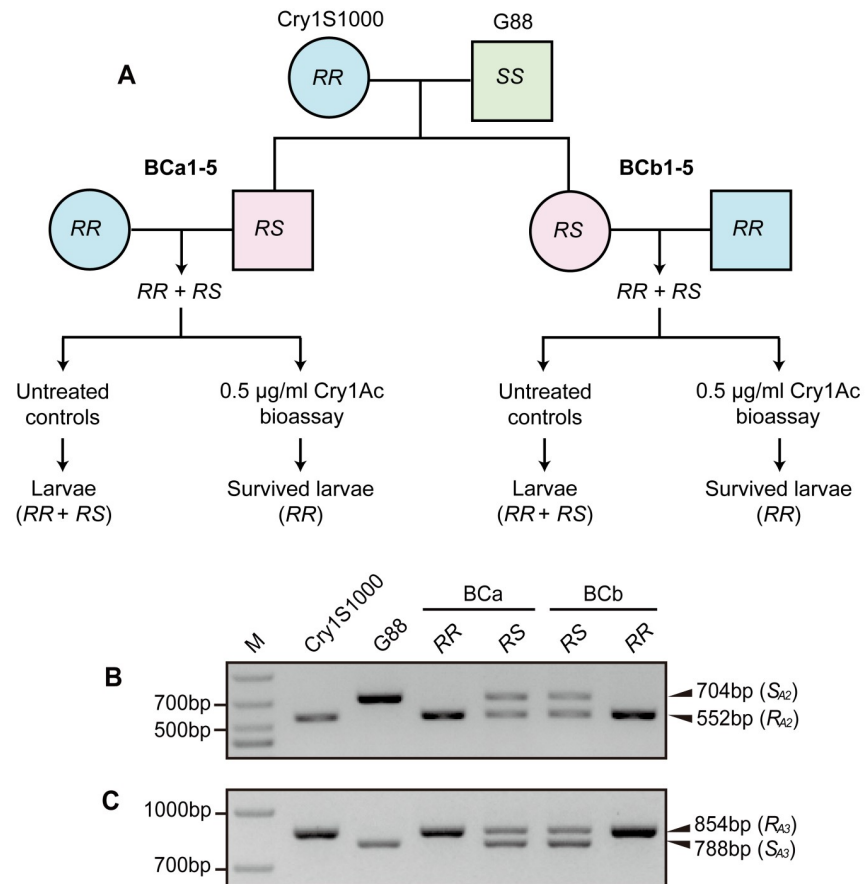 Cry1S1000
G88
A
RR
SS
BCa1-5
BCb1-5
RR
RS
RS
RR
RR + RS
RR + RS
Untreated
controls
0.5 µg/ml Cry1Ac
bioassay
Untreated
controls
0.5 µg/ml Cry1Ac
bioassay
Larvae
(RR + RS)
Survived larvae
(RR)
Larvae
(RR + RS)
Survived larvae
(RR)
BCa
BCb
M
Cry1S1000
G88
RR
RS
RS
RR
B
700bp
500bp
704bp (SA2)
552bp (RA2)
C
1000bp
700bp
854bp (RA3)
788bp (SA3)